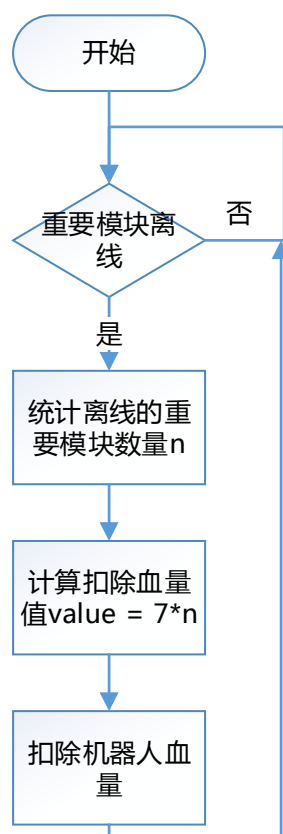 开始
重要模块离
线
否
是
统计离线的重
要模块数量n
计算扣除血量
值value = 7*n
扣除机器人血
量